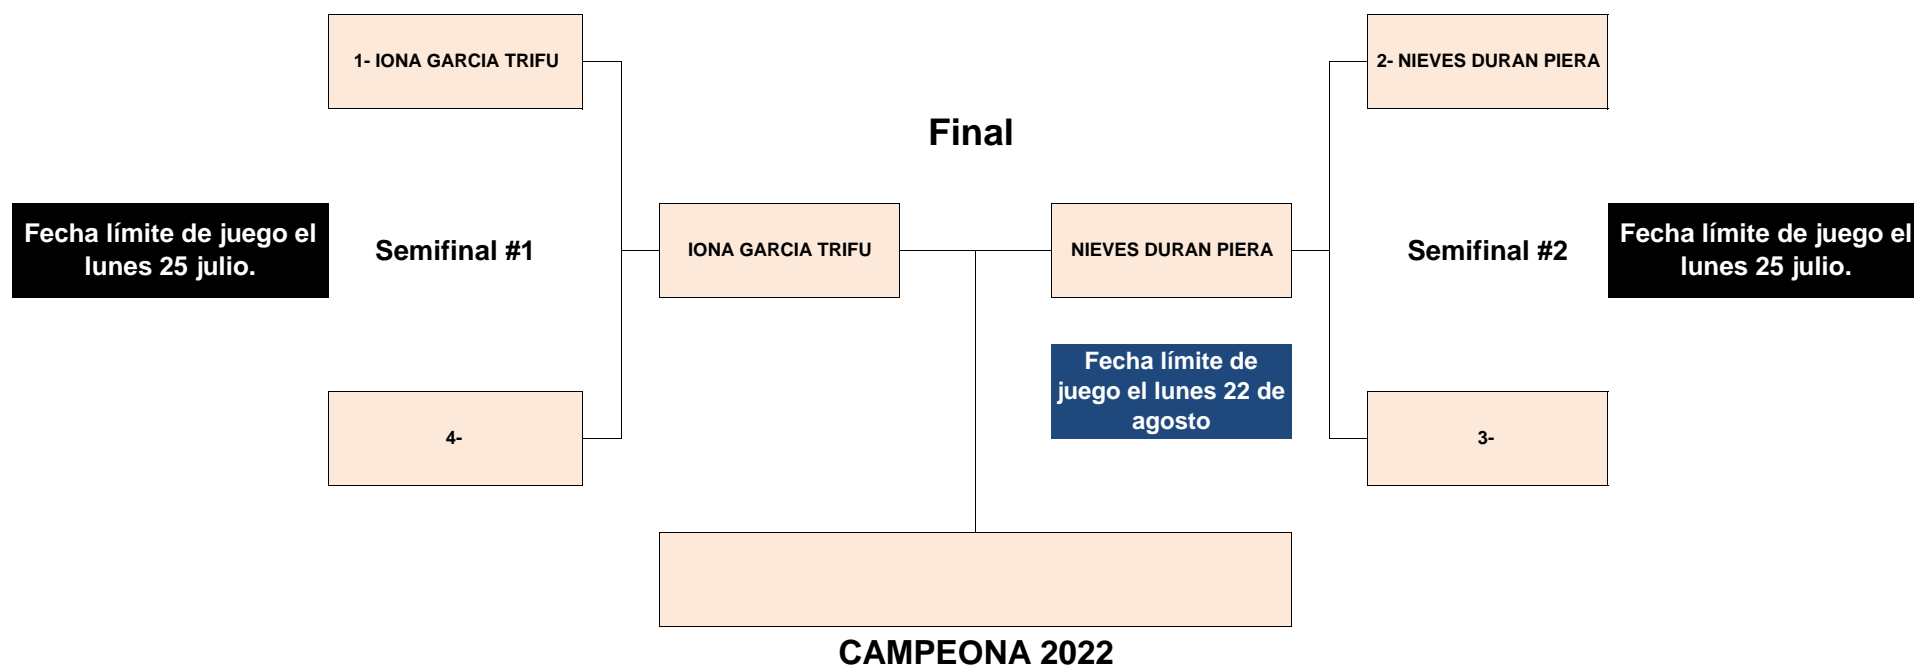 1- IONA GARCIA TRIFU
2- NIEVES DURAN PIERA
Final
Fecha límite de juego el
lunes 25 julio.
Semifinal #1
IONA GARCIA TRIFU
NIEVES DURAN PIERA
Semifinal #2
Fecha límite de juego el
lunes 25 julio.
Fecha límite de
juego el lunes 22 de
agosto
4-
3-
CAMPEONA 2022